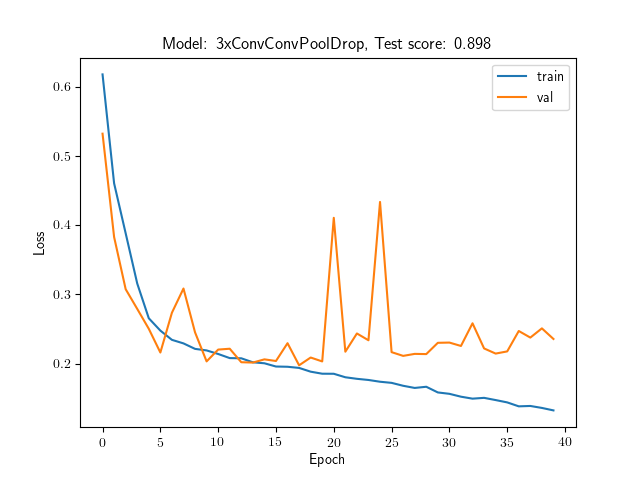 Model: 3xConvConvPoolDrop, Test score: 0.898
train
val
0.6
0.5
0.4
0.3
0.2
Loss
0 5 10 15 20 25 30 35 40
Epoch